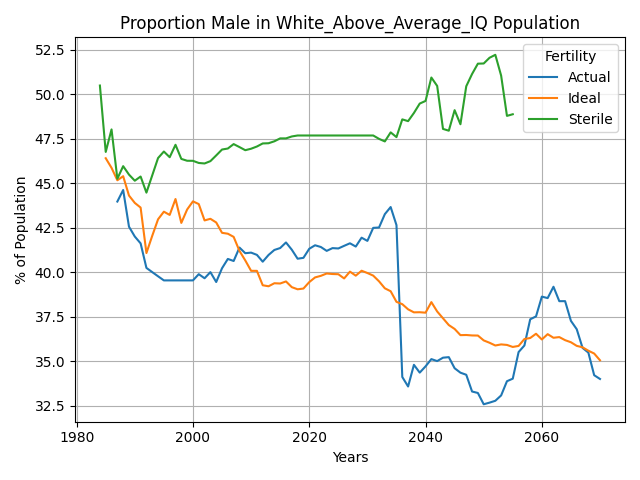 Proportion Male in White_Above_Average_IQ Population
Fertility
Actual
Ideal
Sterile
% of Population
52.5
50.0
47.5
45.0
42.5
40.0
37.5
35.0
32.5
1980
2000
2020
2040
2060
Years